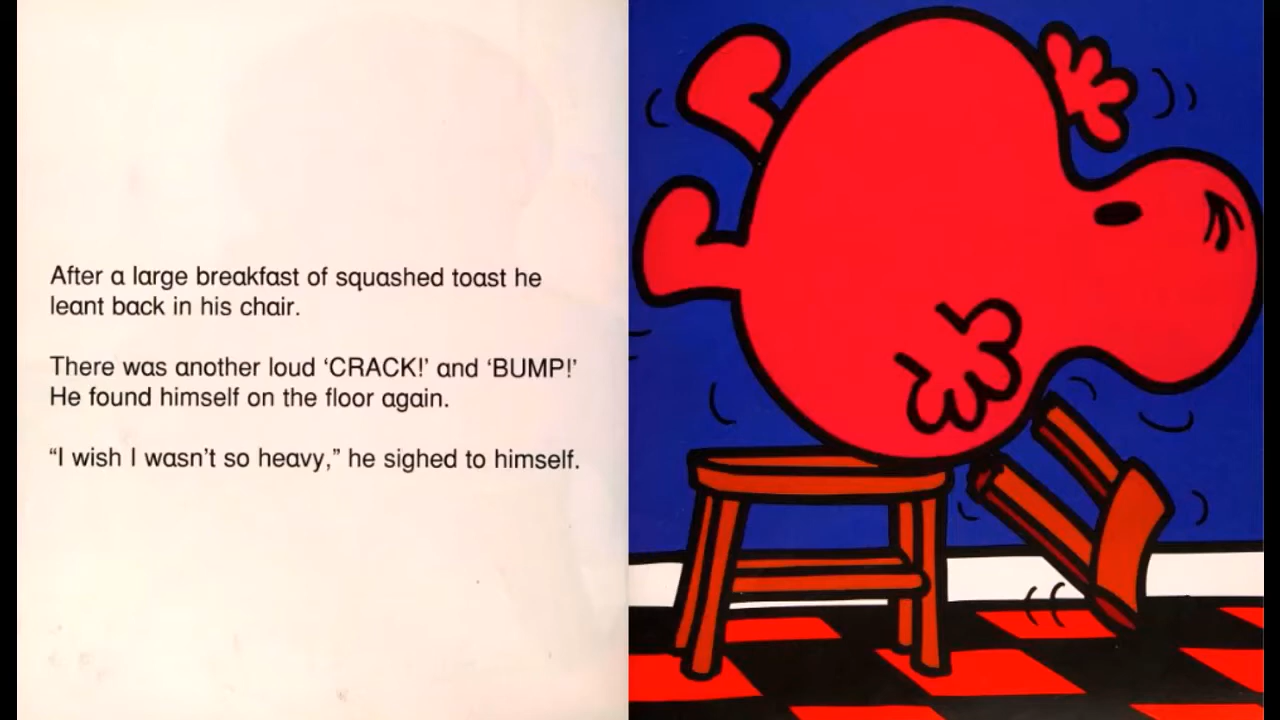 After a large breakfast of squashed toast he
leant back in his chair.
There was another loud ‘CRACK!’ and ‘BUMP!’
He found himself on the floor again.
“I wish I wasn’t so heavy,” he sighed to himself.